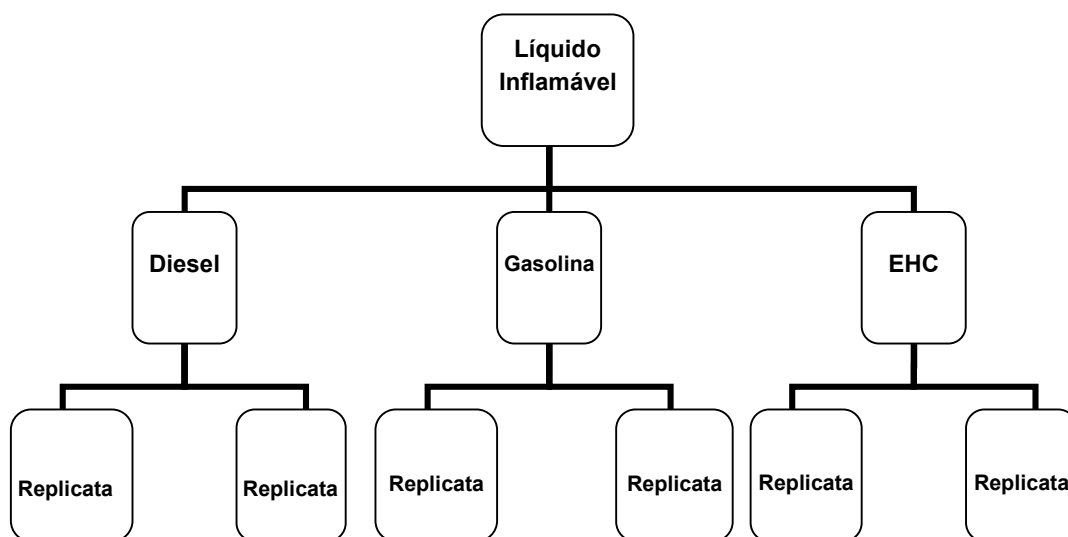 Líquido
Inflamável
Diesel
Gasolina
EHC
Replicata
Replicata
Replicata
Replicata
Replicata
Replicata